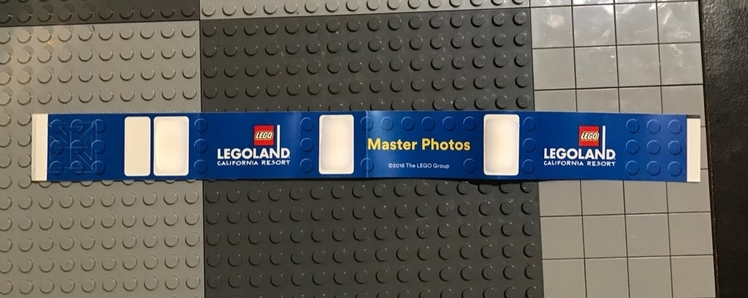 LEGO
LEGOLAND
CALIFORNIA RESORT
Master Photos
©2016 The LEGO Group
LEGO
LEGOLAND
CALIFORNIA RESORT